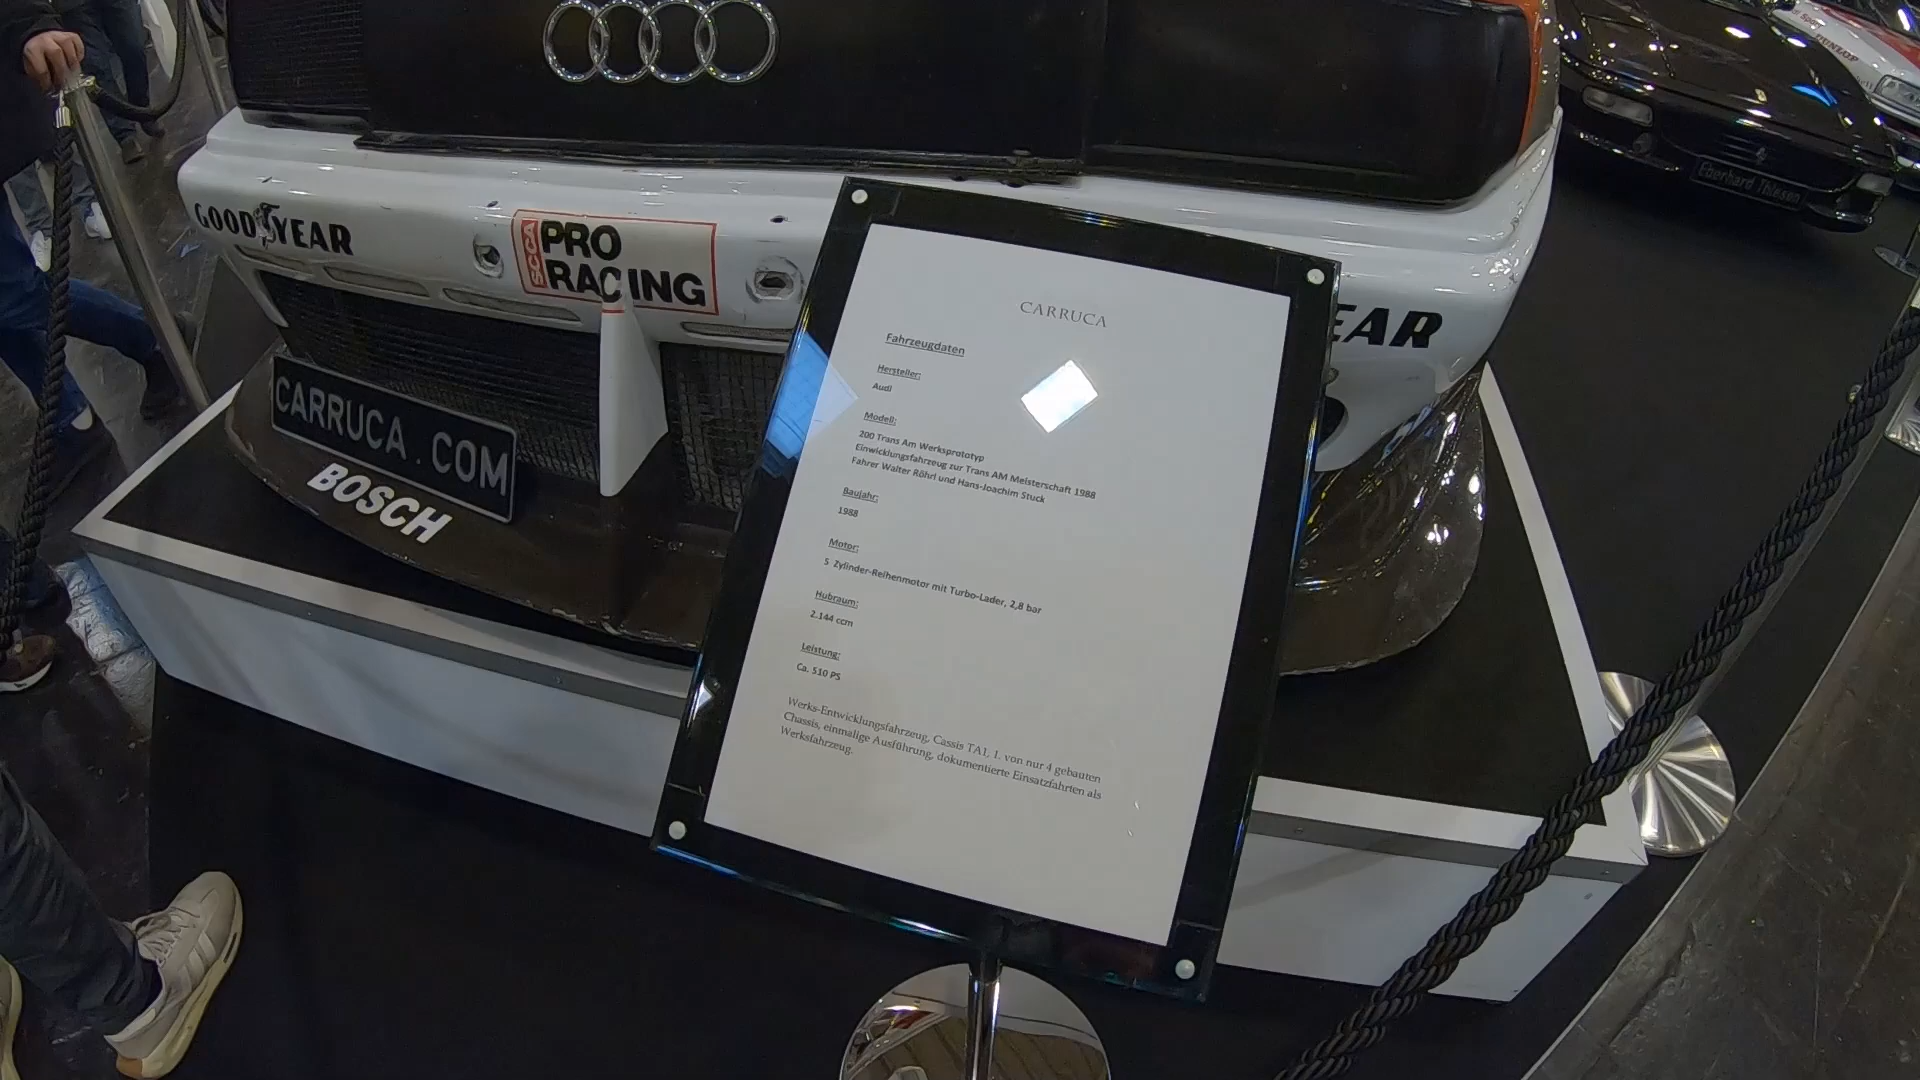 GOODYEAR
SCCA
PRO
RACING
EAR
CARRUCA.COM
BOSCH
Eberhard Thiesen
DUNLOP
CARRUCA
Fahrzeugdaten
Hersteller:
Audi
Modell:
200 Trans Am Werksprototyp
Einwicklungsfahrzeug zur Trans AM Meisterschaft 1988
Fahrer Walter Röhrl und Hans-Joachim Stuck
Baujahr:
1988
Motor:
5 Zylinder-Reihenmotor mit Turbo-Lader, 2,8 bar
Hubraum:
2.144 ccm
Leistung:
Ca. 510 PS
Werks-Entwicklungsfahrzeug, Cassis TA1, 1. von nur 4 gebauten
Chassis, einmalige Ausführung, dokumentierte Einsatzfahrten als
Werksfahrzeug.